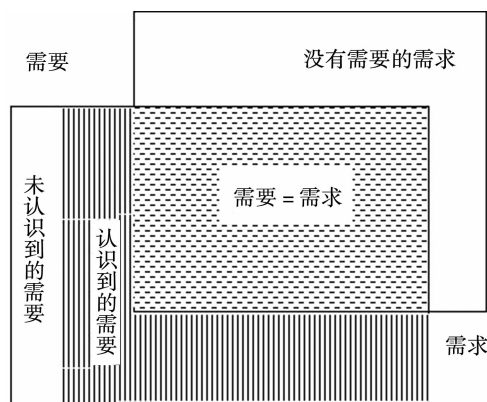 需要
没有需要的需求
未认识到的需要
认识到的需要
需要 = 需求
需求